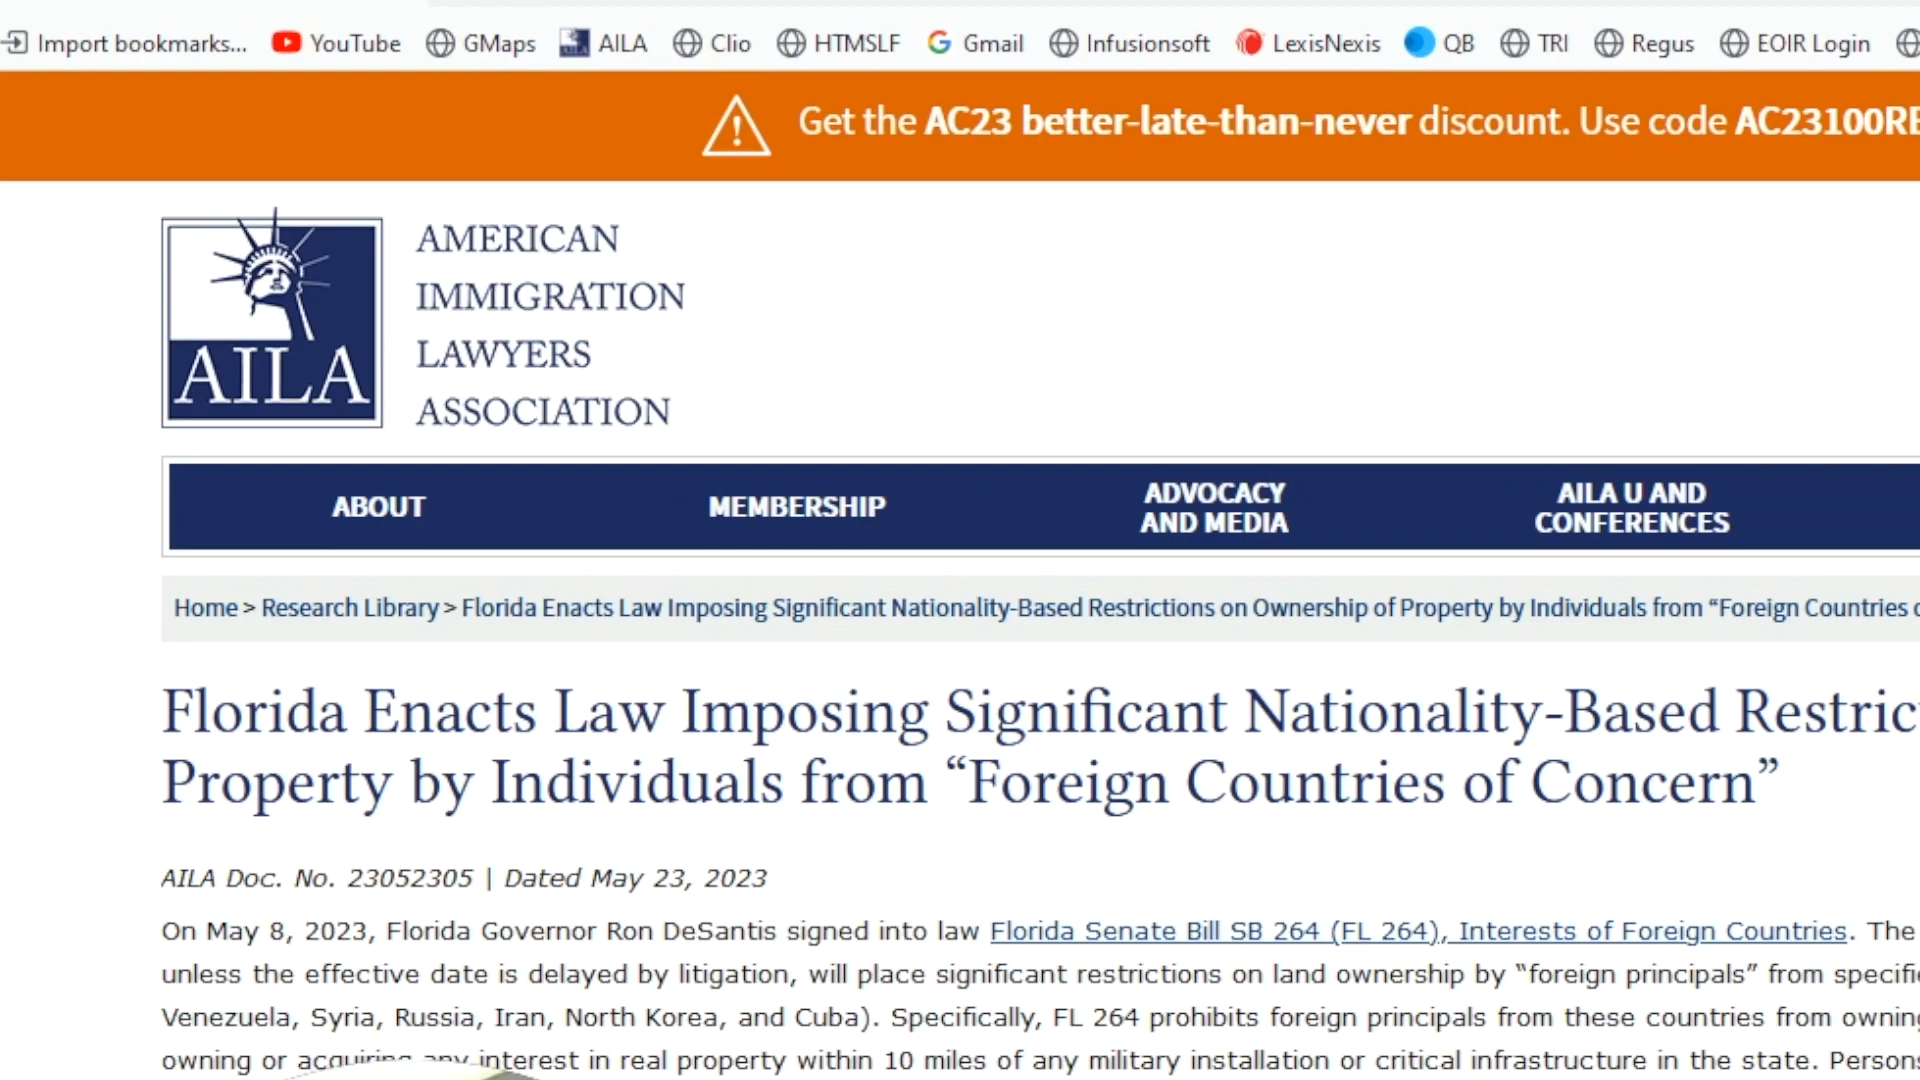 Import bookmarks... YouTube GMaps AILA Clio HTMSLF Gmail Infusionsoft LexisNexis QB TRI Regus EOIR Login
Get the AC23 better-late-than-never discount. Use code AC23100RE
AILA
AMERICAN
IMMIGRATION
LAWYERS
ASSOCIATION
ABOUT
MEMBERSHIP
ADVOCACY
AND MEDIA
AILA U AND
CONFERENCES
Home > Research Library > Florida Enacts Law Imposing Significant Nationality-Based Restrictions on Ownership of Property by Individuals from “Foreign Countries
Florida Enacts Law Imposing Significant Nationality-Based Restric
Property by Individuals from “Foreign Countries of Concern”
AILA Doc. No. 23052305 | Dated May 23, 2023
On May 8, 2023, Florida Governor Ron DeSantis signed into law Florida Senate Bill SB 264 (FL 264), Interests of Foreign Countries. The
unless the effective date is delayed by litigation, will place significant restrictions on land ownership by “foreign principals” from specifi
Venezuela, Syria, Russia, Iran, North Korea, and Cuba). Specifically, FL 264 prohibits foreign principals from these countries from owning
owning or acquiring any interest in real property within 10 miles of any military installation or critical infrastructure in the state. Person